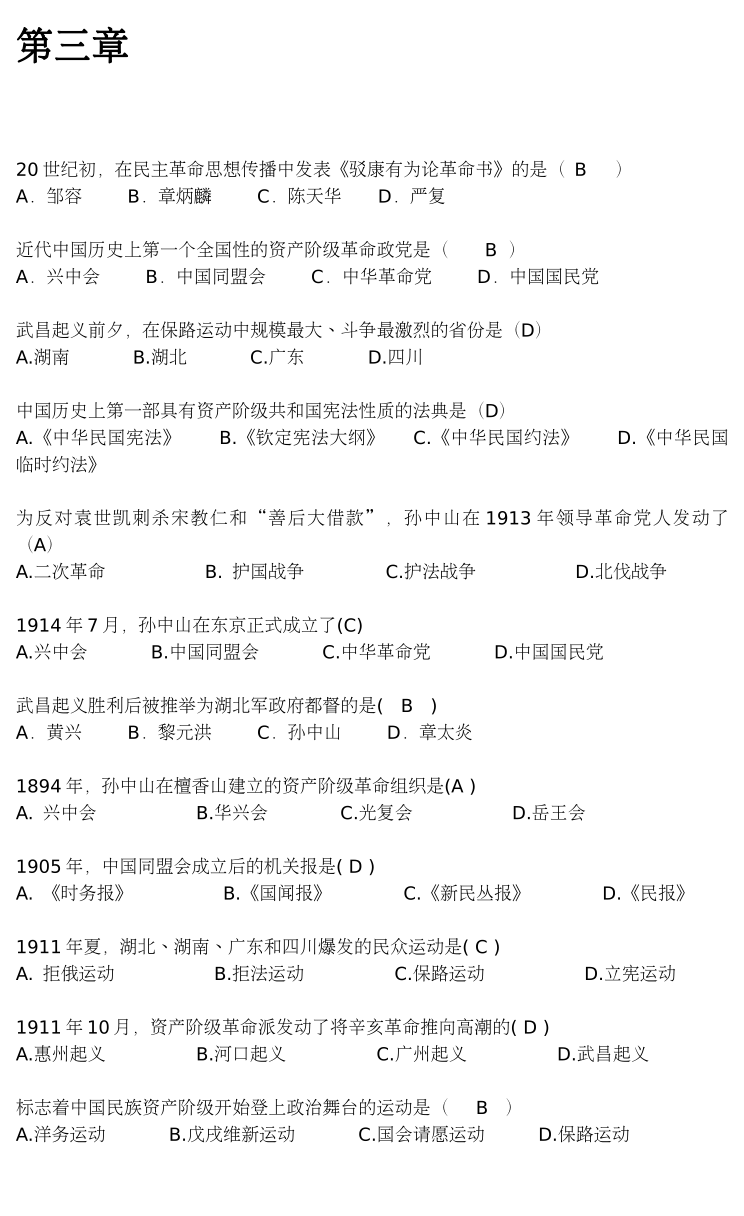 第三章
20 世纪初，在民主革命思想传播中发表《驳康有为论革命书》的是（ B ）
A．邹容 B．章炳麟 C．陈天华 D．严复
近代中国历史上第一个全国性的资产阶级革命政党是（ B ）
A．兴中会 B．中国同盟会 C．中华革命党 D．中国国民党
武昌起义前夕，在保路运动中规模最大、斗争最激烈的省份是（D）
A.湖南 B.湖北 C.广东 D.四川
中国历史上第一部具有资产阶级共和国宪法性质的法典是（D）
A.《中华民国宪法》 B.《钦定宪法大纲》 C.《中华民国约法》 D.《中华民国
临时约法》
为反对袁世凯刺杀宋教仁和“善后大借款”，孙中山在 1913 年领导革命党人发动了
（A）
A.二次革命 B. 护国战争 C.护法战争 D.北伐战争
1914 年 7 月，孙中山在东京正式成立了(C)
A.兴中会 B.中国同盟会 C.中华革命党 D.中国国民党
武昌起义胜利后被推举为湖北军政府都督的是( B )
A．黄兴 B．黎元洪 C．孙中山 D．章太炎
1894 年，孙中山在檀香山建立的资产阶级革命组织是(A )
A. 兴中会 B.华兴会 C.光复会 D.岳王会
1905 年，中国同盟会成立后的机关报是( D )
A. 《时务报》 B.《国闻报》 C.《新民丛报》 D.《民报》
1911 年夏，湖北、湖南、广东和四川爆发的民众运动是( C )
A. 拒俄运动 B.拒法运动 C.保路运动 D.立宪运动
1911 年 10 月，资产阶级革命派发动了将辛亥革命推向高潮的( D )
A.惠州起义 B.河口起义 C.广州起义 D.武昌起义
标志着中国民族资产阶级开始登上政治舞台的运动是（ B ）
A.洋务运动 B.戊戌维新运动 C.国会请愿运动 D.保路运动